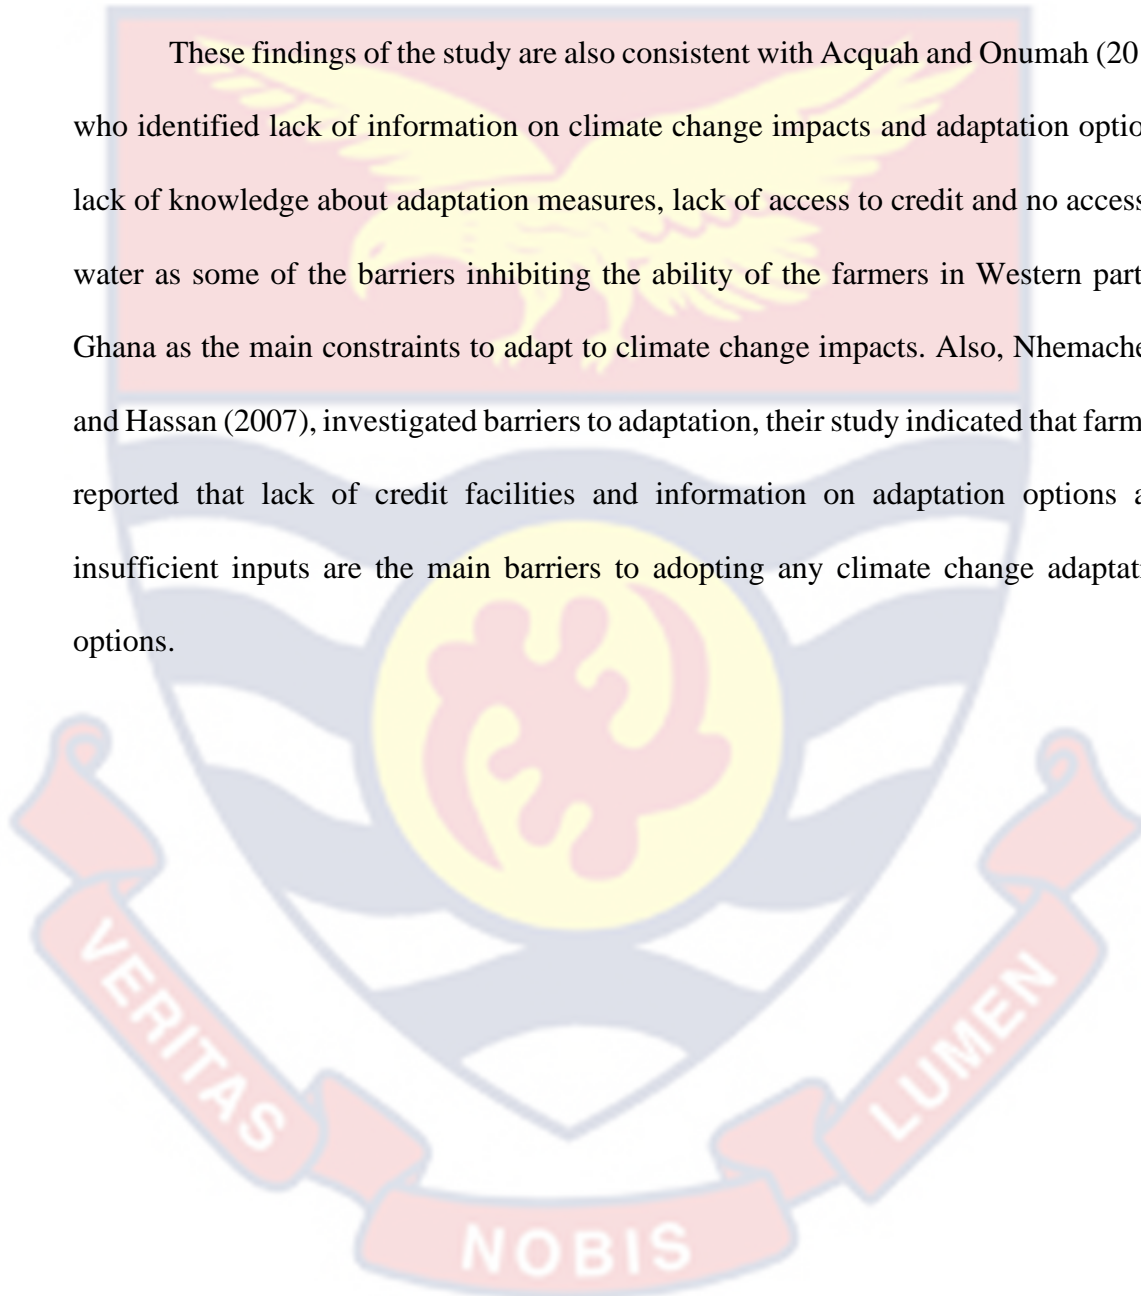 These findings of the study are also consistent with Acquah and Onumah (20
who identified lack of information on climate change impacts and adaptation optio
lack of knowledge about adaptation measures, lack of access to credit and no access
water as some of the barriers inhibiting the ability of the farmers in Western part
Ghana as the main constraints to adapt to climate change impacts. Also, Nhemache
and Hassan (2007), investigated barriers to adaptation, their study indicated that farm
reported that lack of credit facilities and information on adaptation options a
insufficient inputs are the main barriers to adopting any climate change adaptati
options.
VERITAS
NOBIS
LUMEN